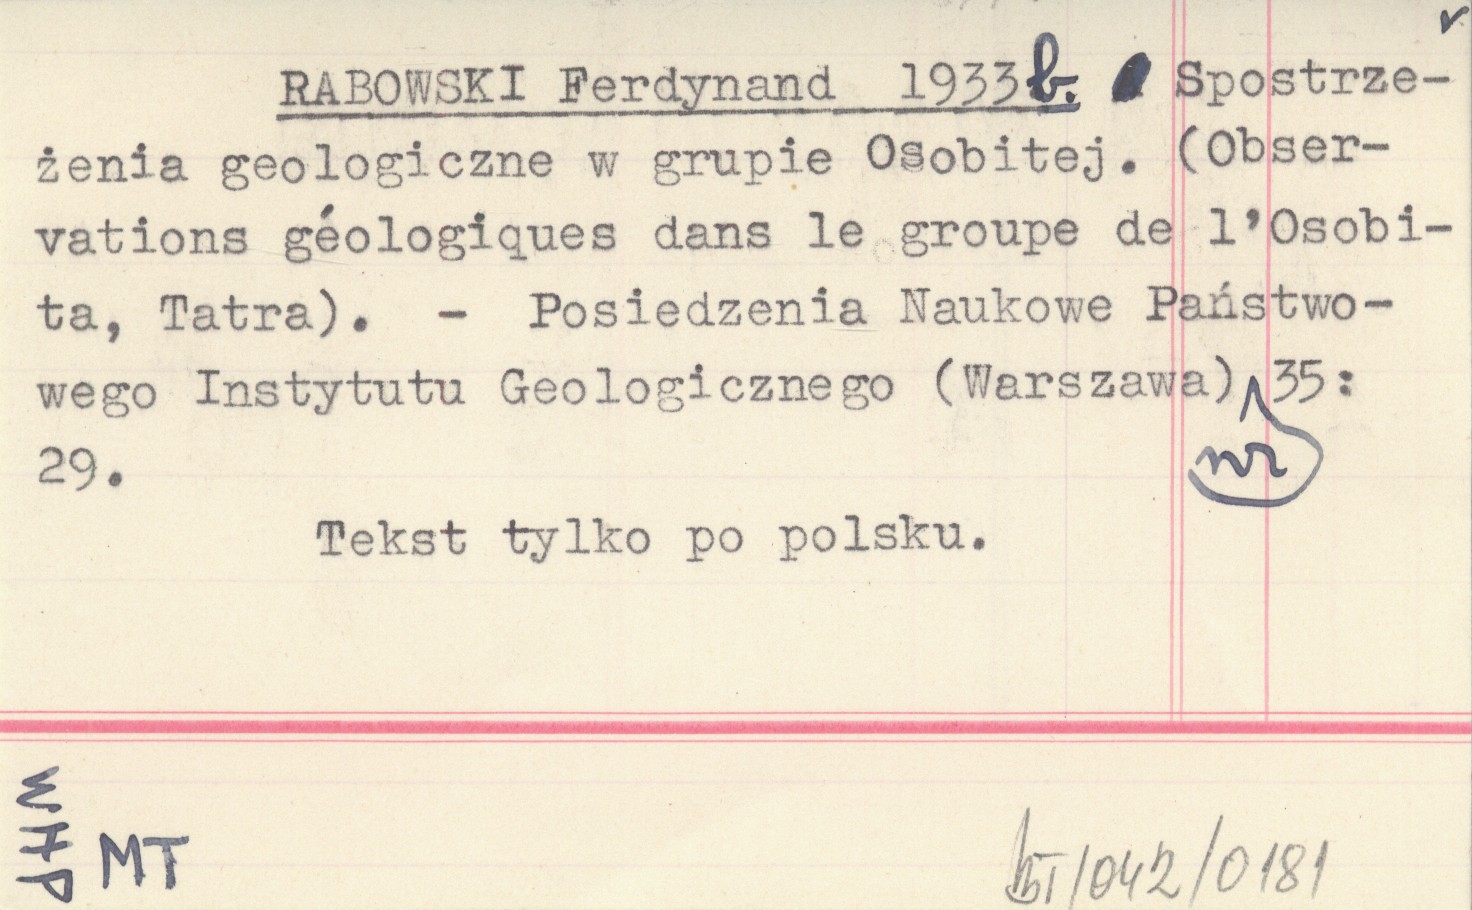 RABOWSKI Ferdynand 1933b. Spostrze-
żenia geologiczne w grupie Osobitej. (Obser-
vations géologiques dans le groupe de l'Osobi-
ta, Tatra). - Posiedzenia Naukowe Państwo-
wego Instytutu Geologicznego (Warszawa), nr 35:
29.
Tekst tylko po polsku.
WHP
MT
/042/0181